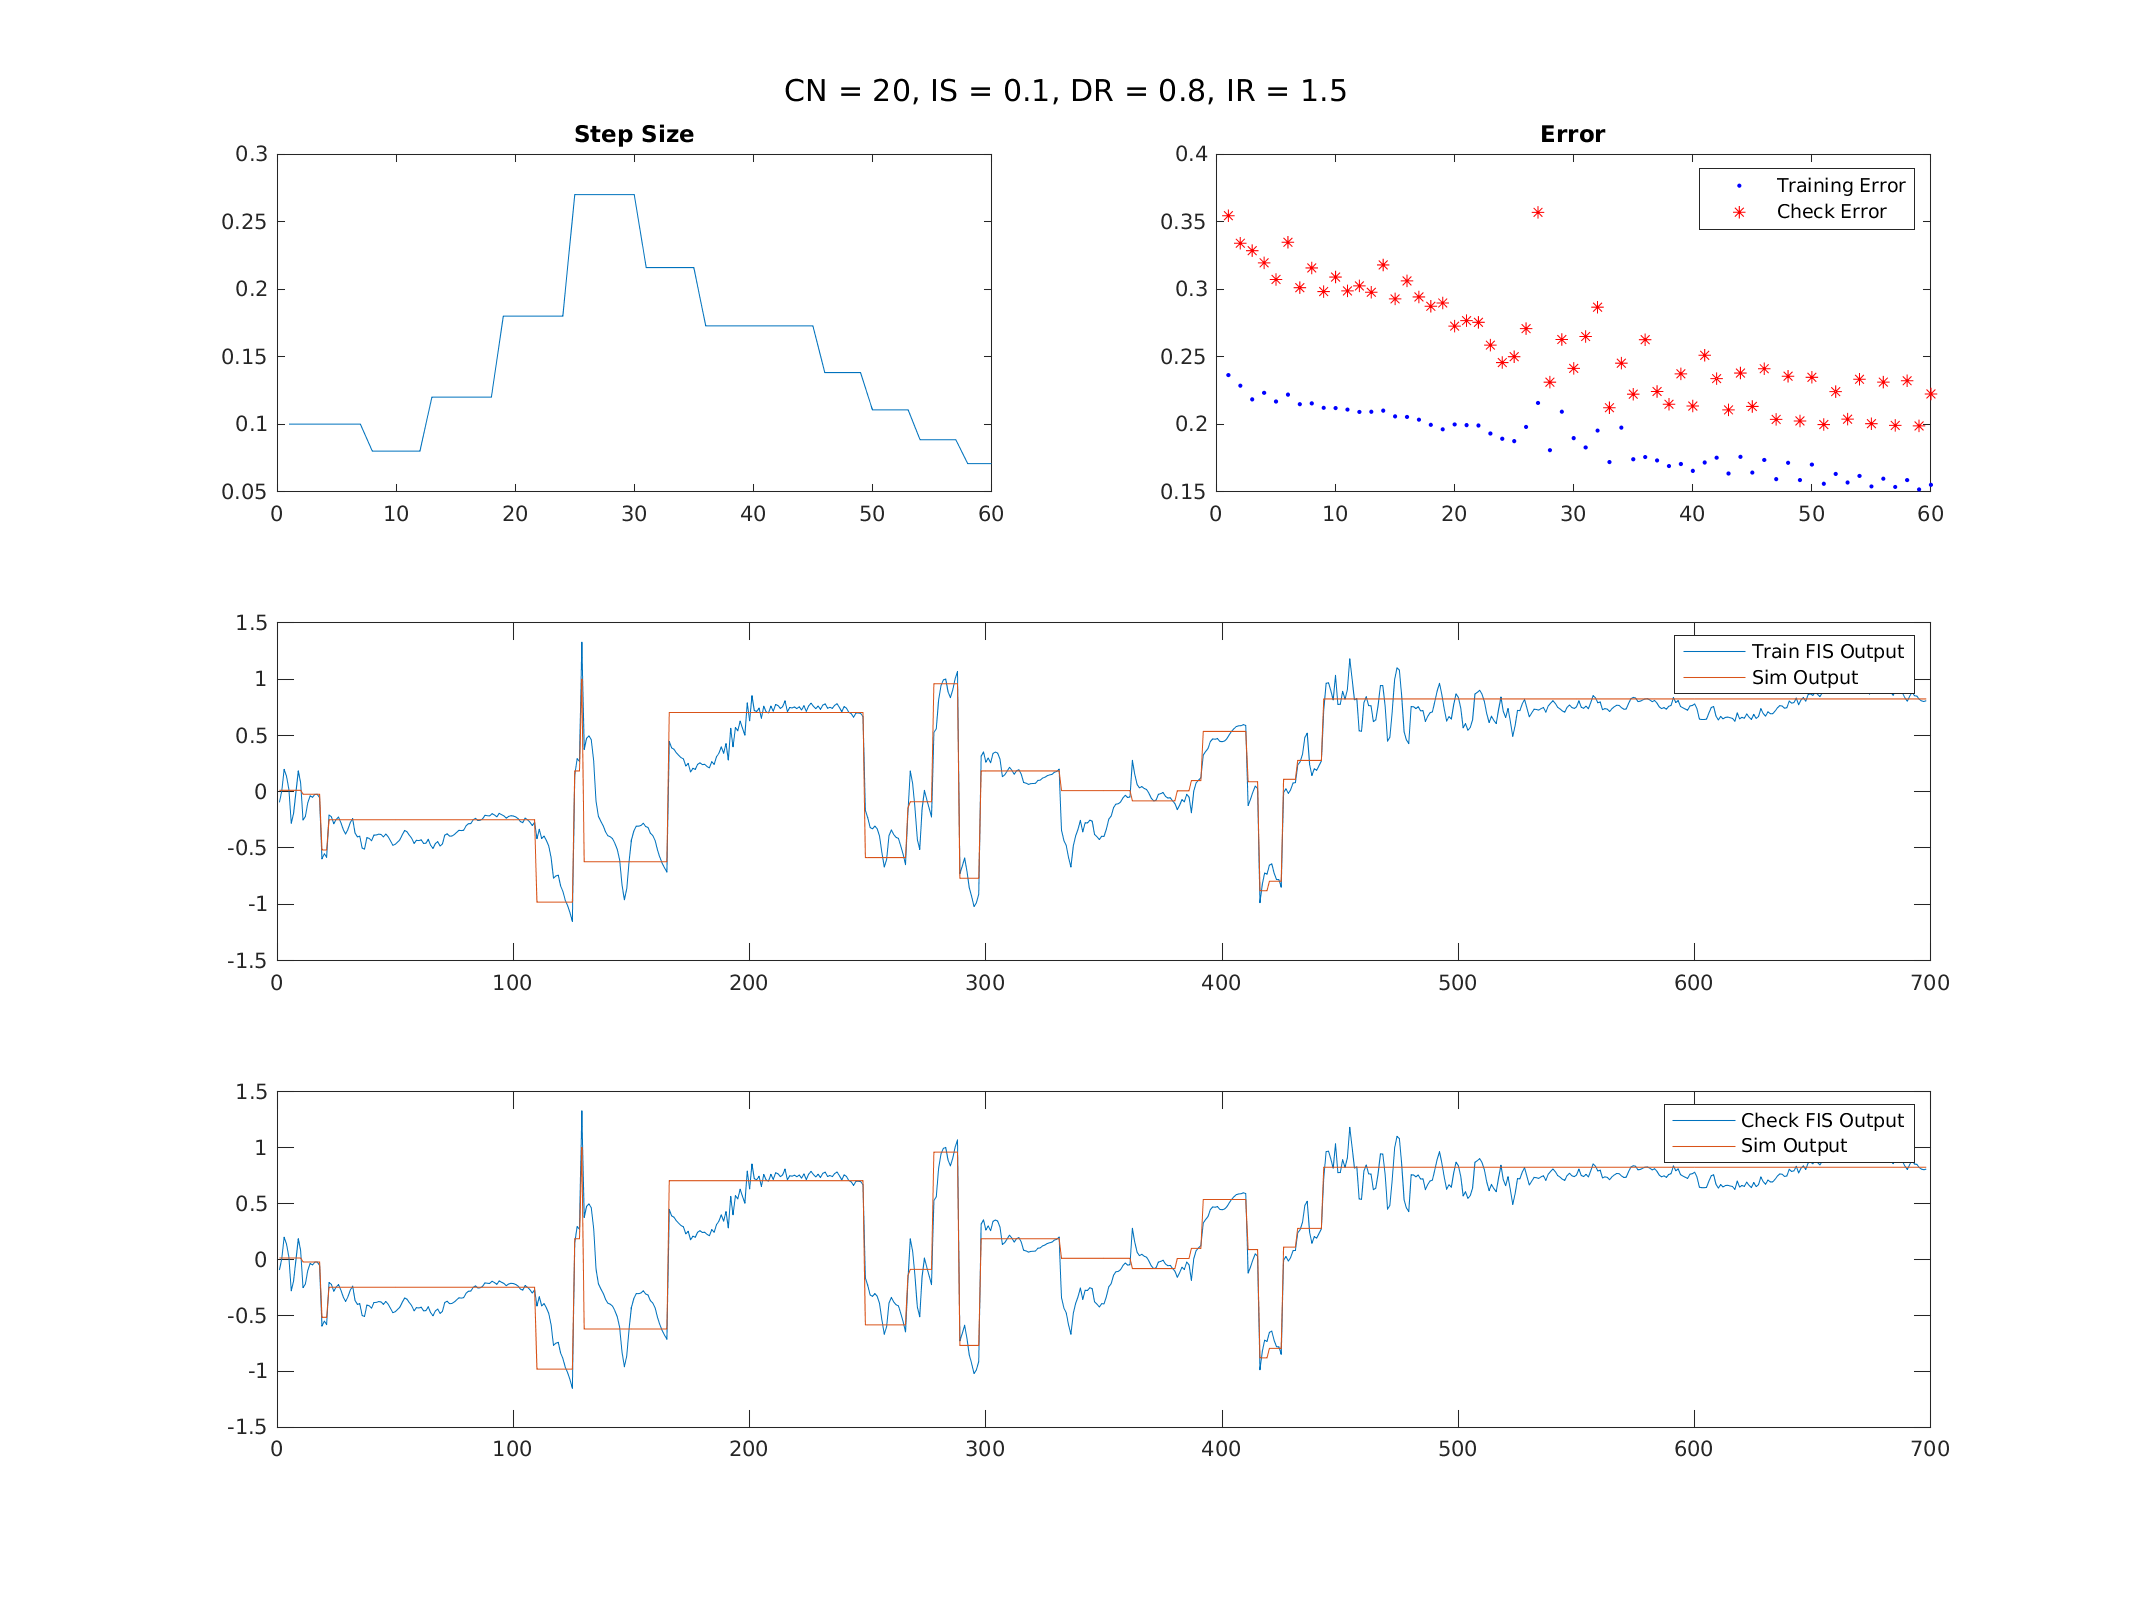 CN = 20, IS = 0.1, DR = 0.8, IR = 1.5
Step Size
0.3
0.25
0.2
0.15
0.1
0.05
0 10 20 30 40 50 60
Error
0.4
0.35
0.3
0.25
0.2
0.15
0 10 20 30 40 50 60
Training Error
Check Error
1.5
1
0.5
0
-0.5
-1
-1.5
0 100 200 300 400 500 600 700
Train FIS Output
Sim Output
1.5
1
0.5
0
-0.5
-1
-1.5
0 100 200 300 400 500 600 700
Check FIS Output
Sim Output